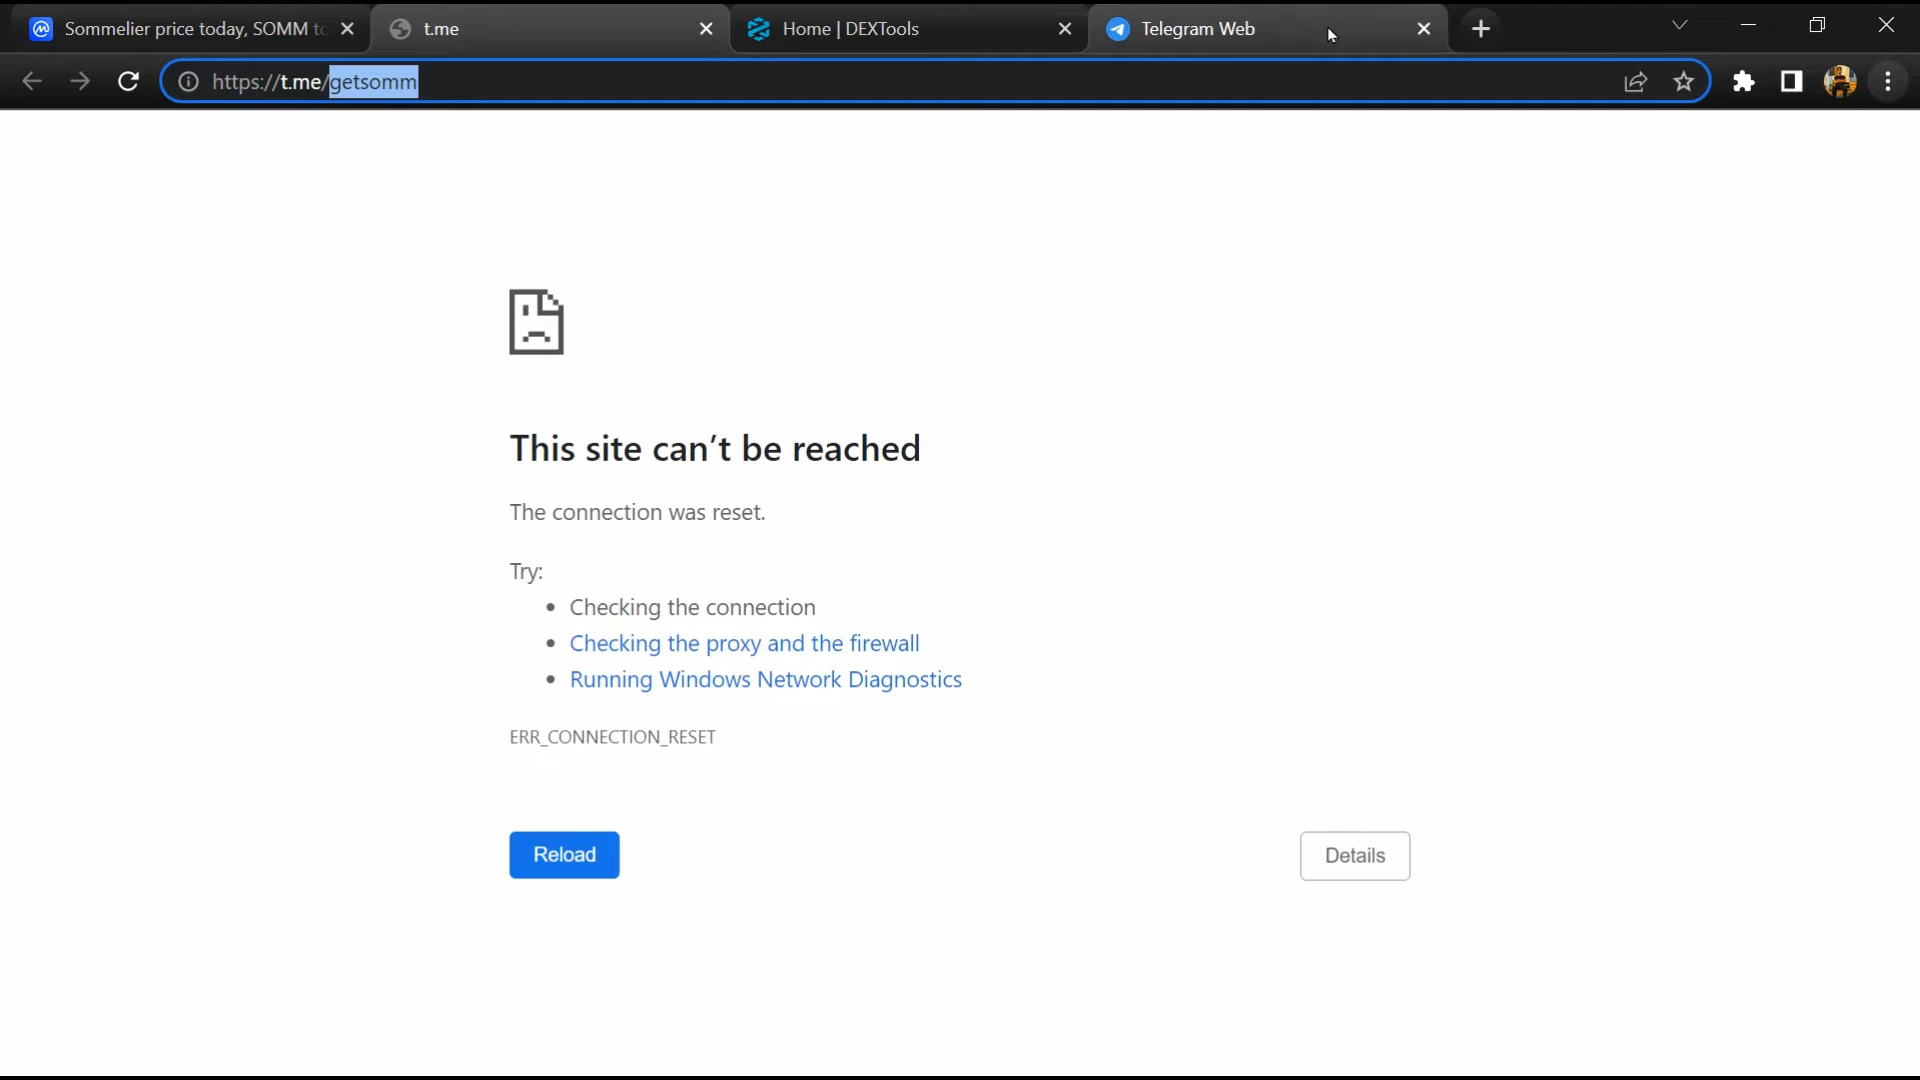 Sommelier price today, SOMM to
t.me
Home | DEXTools
Telegram Web
https://t.me/getsomm
This site can't be reached
The connection was reset.
Try:
• Checking the connection
• Checking the proxy and the firewall
• Running Windows Network Diagnostics
ERR_CONNECTION_RESET
Reload
Details